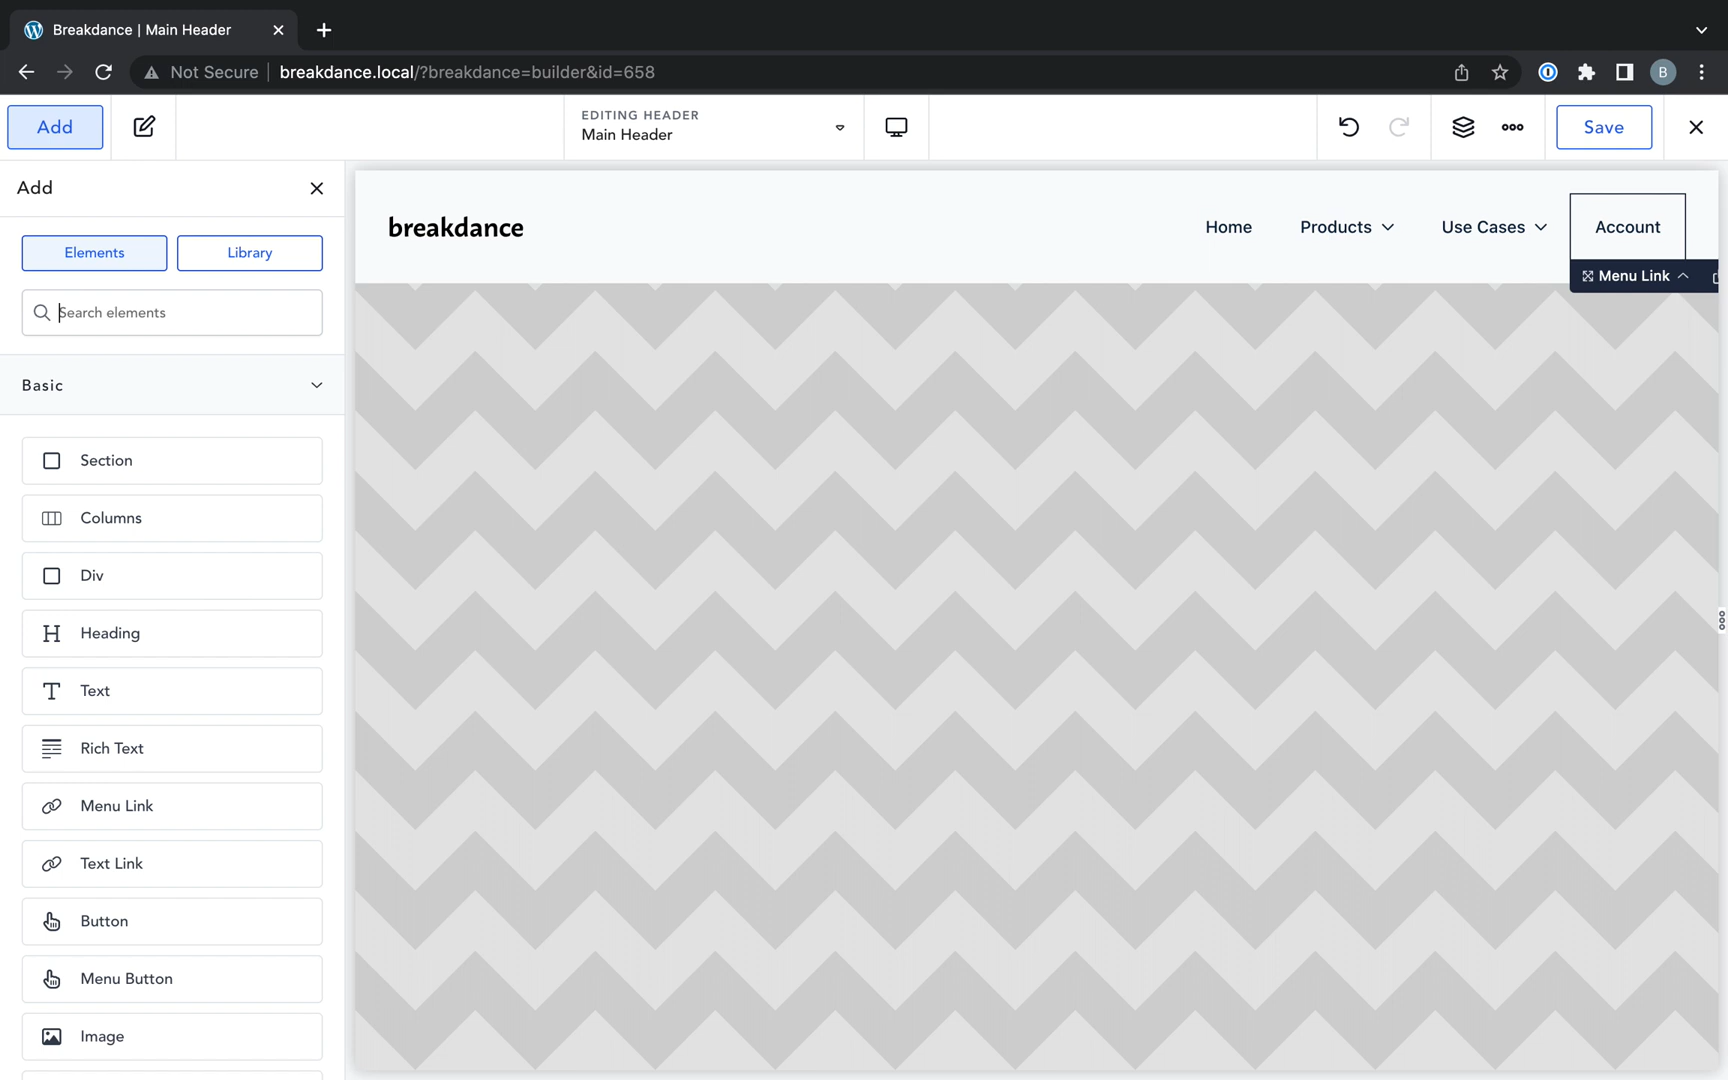 Breakdance | Main Header
Not Secure
breakdance.local/?breakdance=builder&id=658
B
Add
EDITING HEADER
Main Header
Save
Add
Elements
Library
Search elements
Basic
Section
Columns
Div
Heading
Text
Rich Text
Menu Link
Text Link
Button
Menu Button
Image
breakdance
Home
Products
Use Cases
Account
Menu Link